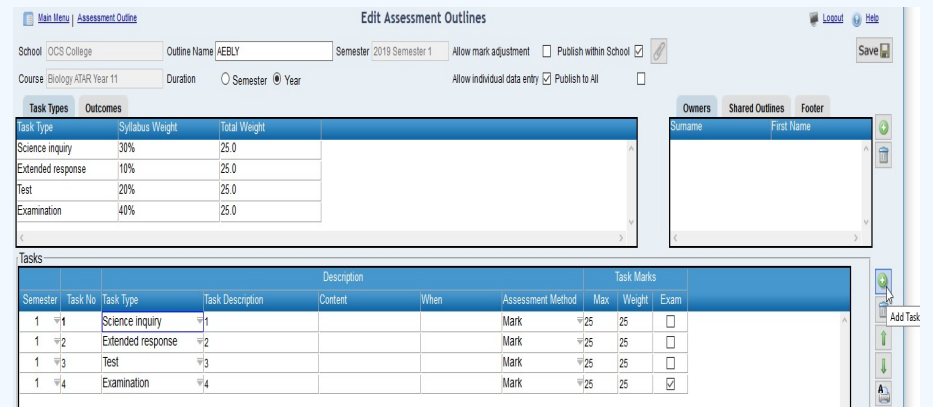 Main Menu | Assessment Outline Edit Assessment Outlines Logout Help
School OCS College Outline Name AEBLY Semester 2019 Semester 1 Allow mark adjustment Publish within School Save
Course Biology ATAR Year 11 Duration Semester Year Allow individual data entry Publish to All
Task Types Outcomes Owners Shared Outlines Footer
Task Type Syllabus Weight Total Weight Surname First Name
Science inquiry 30% 25.0
Extended response 10% 25.0
Test 20% 25.0
Examination 40% 25.0
Tasks
Description Task Marks
Semester Task No Task Type Task Description Content When Assessment Method Max Weight Exam
1 1 Science inquiry 1 Mark 25 25
Add Task
1 2 Extended response 2 Mark 25 25
1 3 Test 3 Mark 25 25
1 4 Examination 4 Mark 25 25